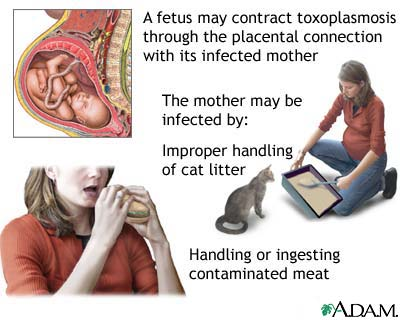 A fetus may contract toxoplasmosis
through the placental connection
with its infected mother
The mother may be
infected by:
Improper handling
of cat litter
Handling or ingesting
contaminated meat
A.D.A.M.